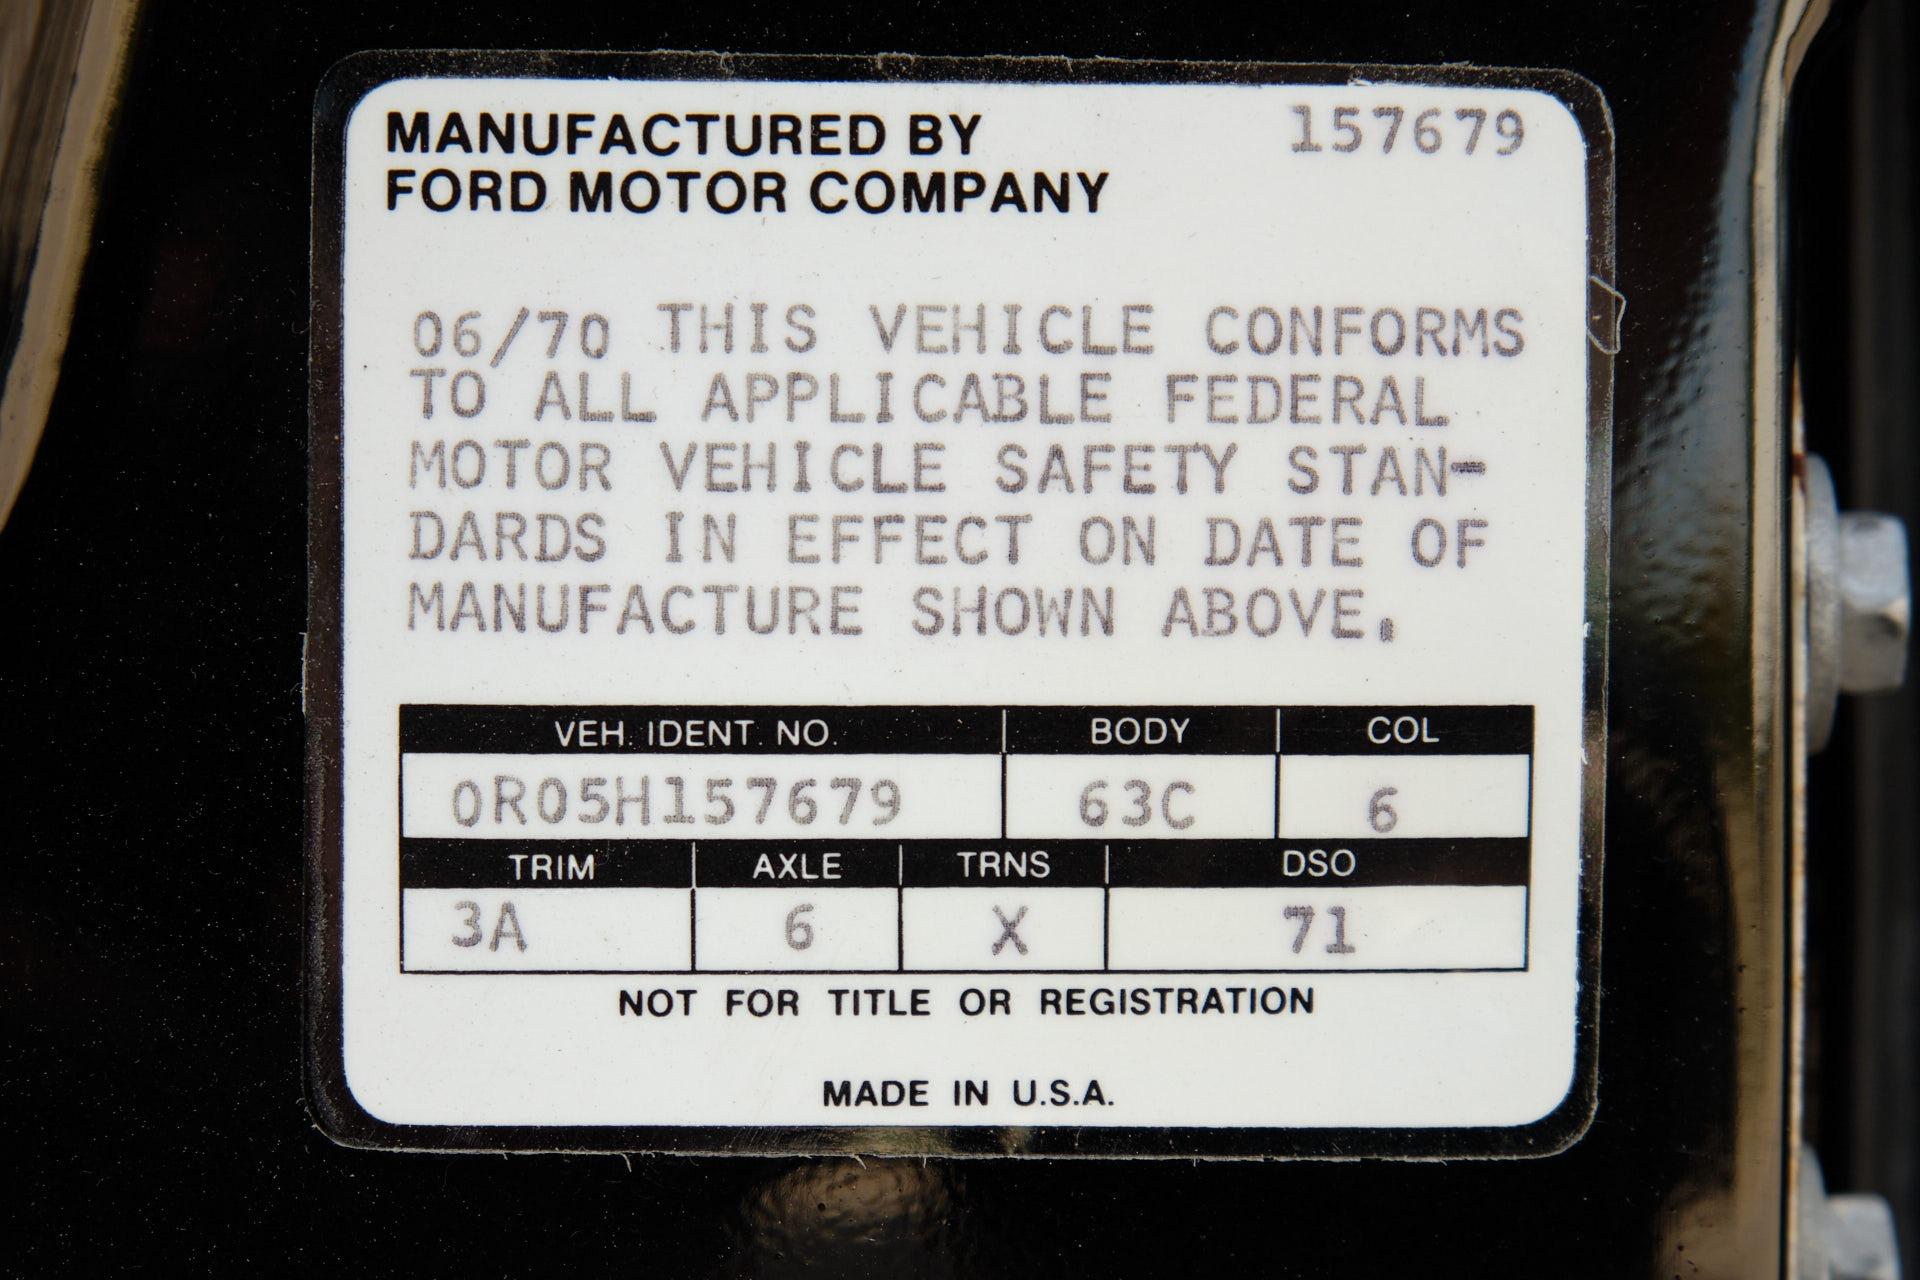 MANUFACTURED BY 157679
FORD MOTOR COMPANY
06/70 THIS VEHICLE CONFORMS
TO ALL APPLICABLE FEDERAL
MOTOR VEHICLE SAFETY STAN-
DARDS IN EFFECT ON DATE OF
MANUFACTURE SHOWN ABOVE.
VEH. IDENT. NO. BODY COL
0R05H157679 63C 6
TRIM AXLE TRNS DSO
3A 6 X 71
NOT FOR TITLE OR REGISTRATION
MADE IN U.S.A.